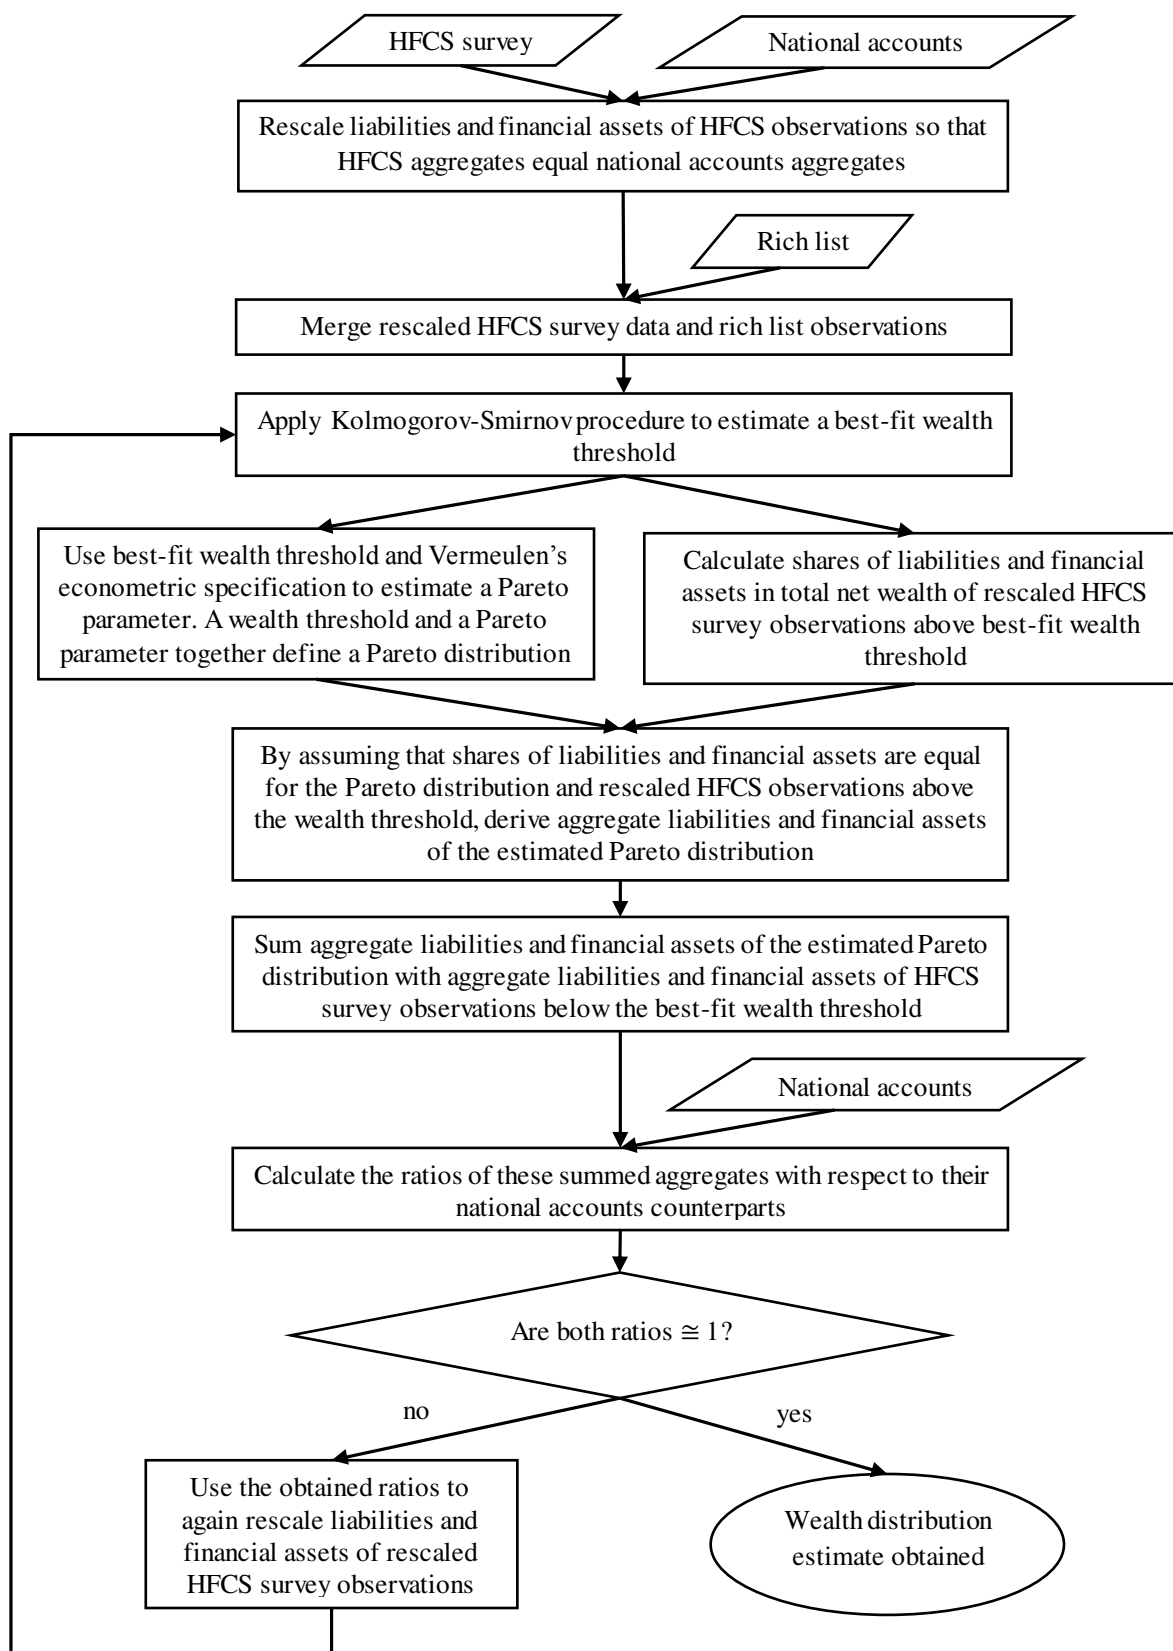 HFCS survey
National accounts
Rescale liabilities and financial assets of HFCS observations so that
HFCS aggregates equal national accounts aggregates
Rich list
Merge rescaled HFCS survey data and rich list observations
Apply Kolmogorov-Smirnov procedure to estimate a best-fit wealth
threshold
Use best-fit wealth threshold and Vermeulen's
econometric specification to estimate a Pareto
parameter. A wealth threshold and a Pareto
parameter together define a Pareto distribution
Calculate shares of liabilities and financial
assets in total net wealth of rescaled HFCS
survey observations above best-fit wealth
threshold
By assuming that shares of liabilities and financial assets are equal
for the Pareto distribution and rescaled HFCS observations above
the wealth threshold, derive aggregate liabilities and financial assets
of the estimated Pareto distribution
Sum aggregate liabilities and financial assets of the estimated Pareto
distribution with aggregate liabilities and financial assets of HFCS
survey observations below the best-fit wealth threshold
National accounts
Calculate the ratios of these summed aggregates with respect to their
national accounts counterparts
Are both ratios ≅ 1?
no
yes
Use the obtained ratios to
again rescale liabilities and
financial assets of rescaled
HFCS survey observations
Wealth distribution
estimate obtained